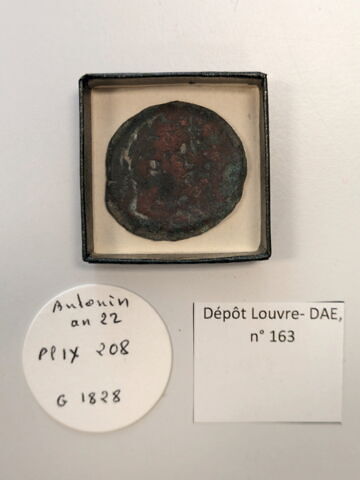 Antonin
an 22
Pl IX 208
G 1828
Dépôt Louvre- DAE,
n° 163